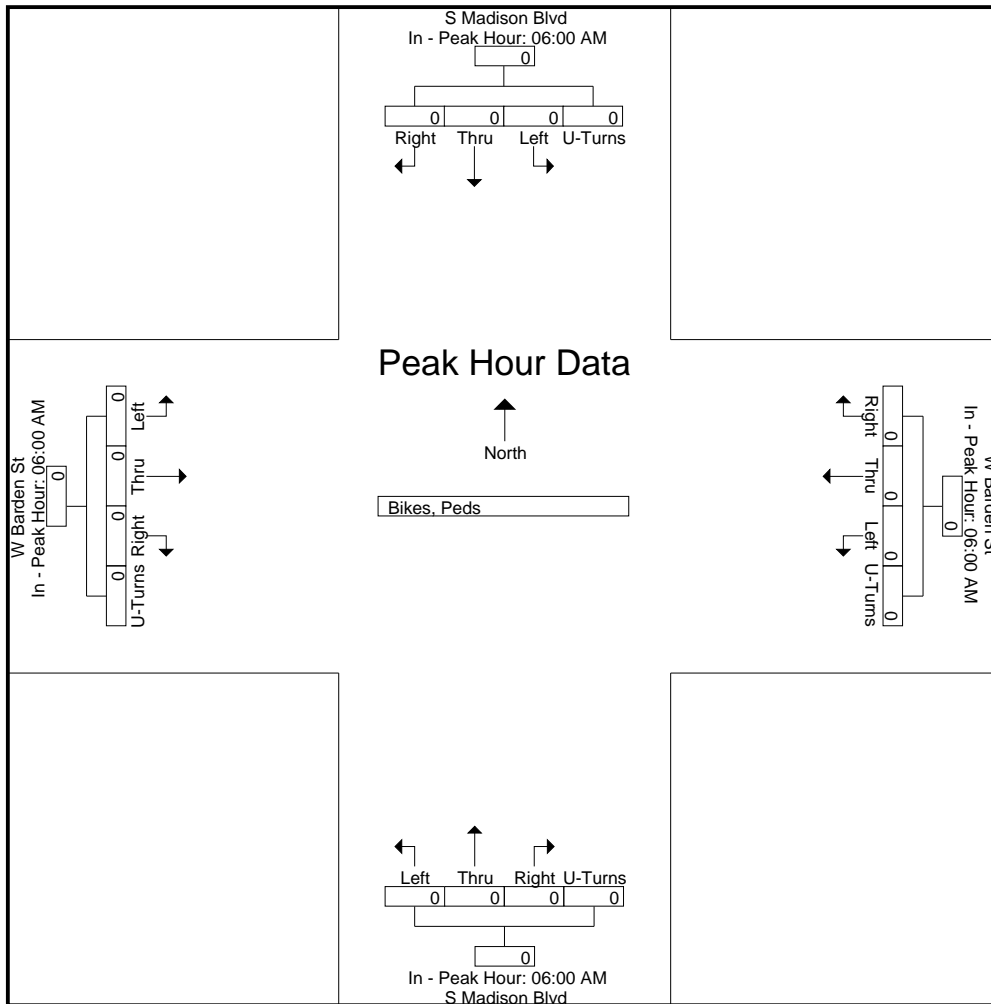 S Madison Blvd
In - Peak Hour: 06:00 AM
0
0 0 0 0
Right Thru Left U-Turns
Peak Hour Data
North
Bikes, Peds
W Barden St
In - Peak Hour: 06:00 AM
0
0 0 0 0
Left Thru Right U-Turns
W Barden St
In - Peak Hour: 06:00 AM
0
0 0 0 0
Right Thru Left U-Turns
Left Thru Right U-Turns
0 0 0 0
0
In - Peak Hour: 06:00 AM
S Madison Blvd